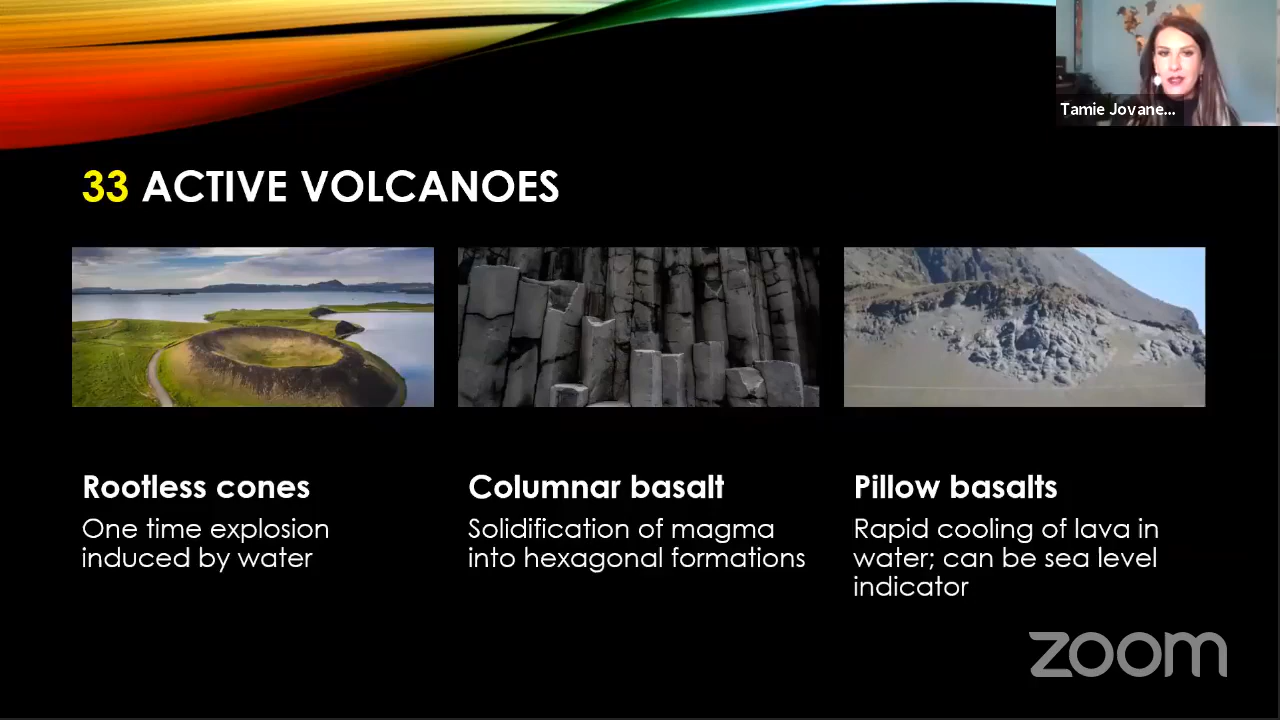 Tamie Jovane...
33 ACTIVE VOLCANOES
Rootless cones
One time explosion
induced by water
Columnar basalt
Solidification of magma
into hexagonal formations
Pillow basalts
Rapid cooling of lava in
water; can be sea level
indicator
zoom